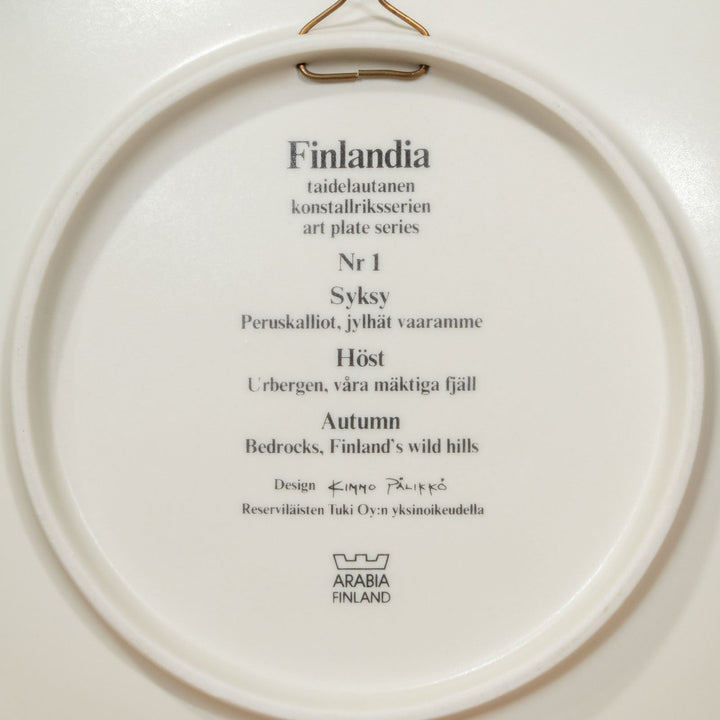 Finlandia
taidelautanen
konstallriksserien
art plate series
Nr 1
Syksy
Peruskalliot, jylhät vaaramme
Höst
Urbergen, våra mäktiga fjäll
Autumn
Bedrocks, Finland's wild hills
Design KIMMO PÄLIKKÖ
Reserviläisten Tuki Oy:n yksinoikeudella
ARABIA
FINLAND